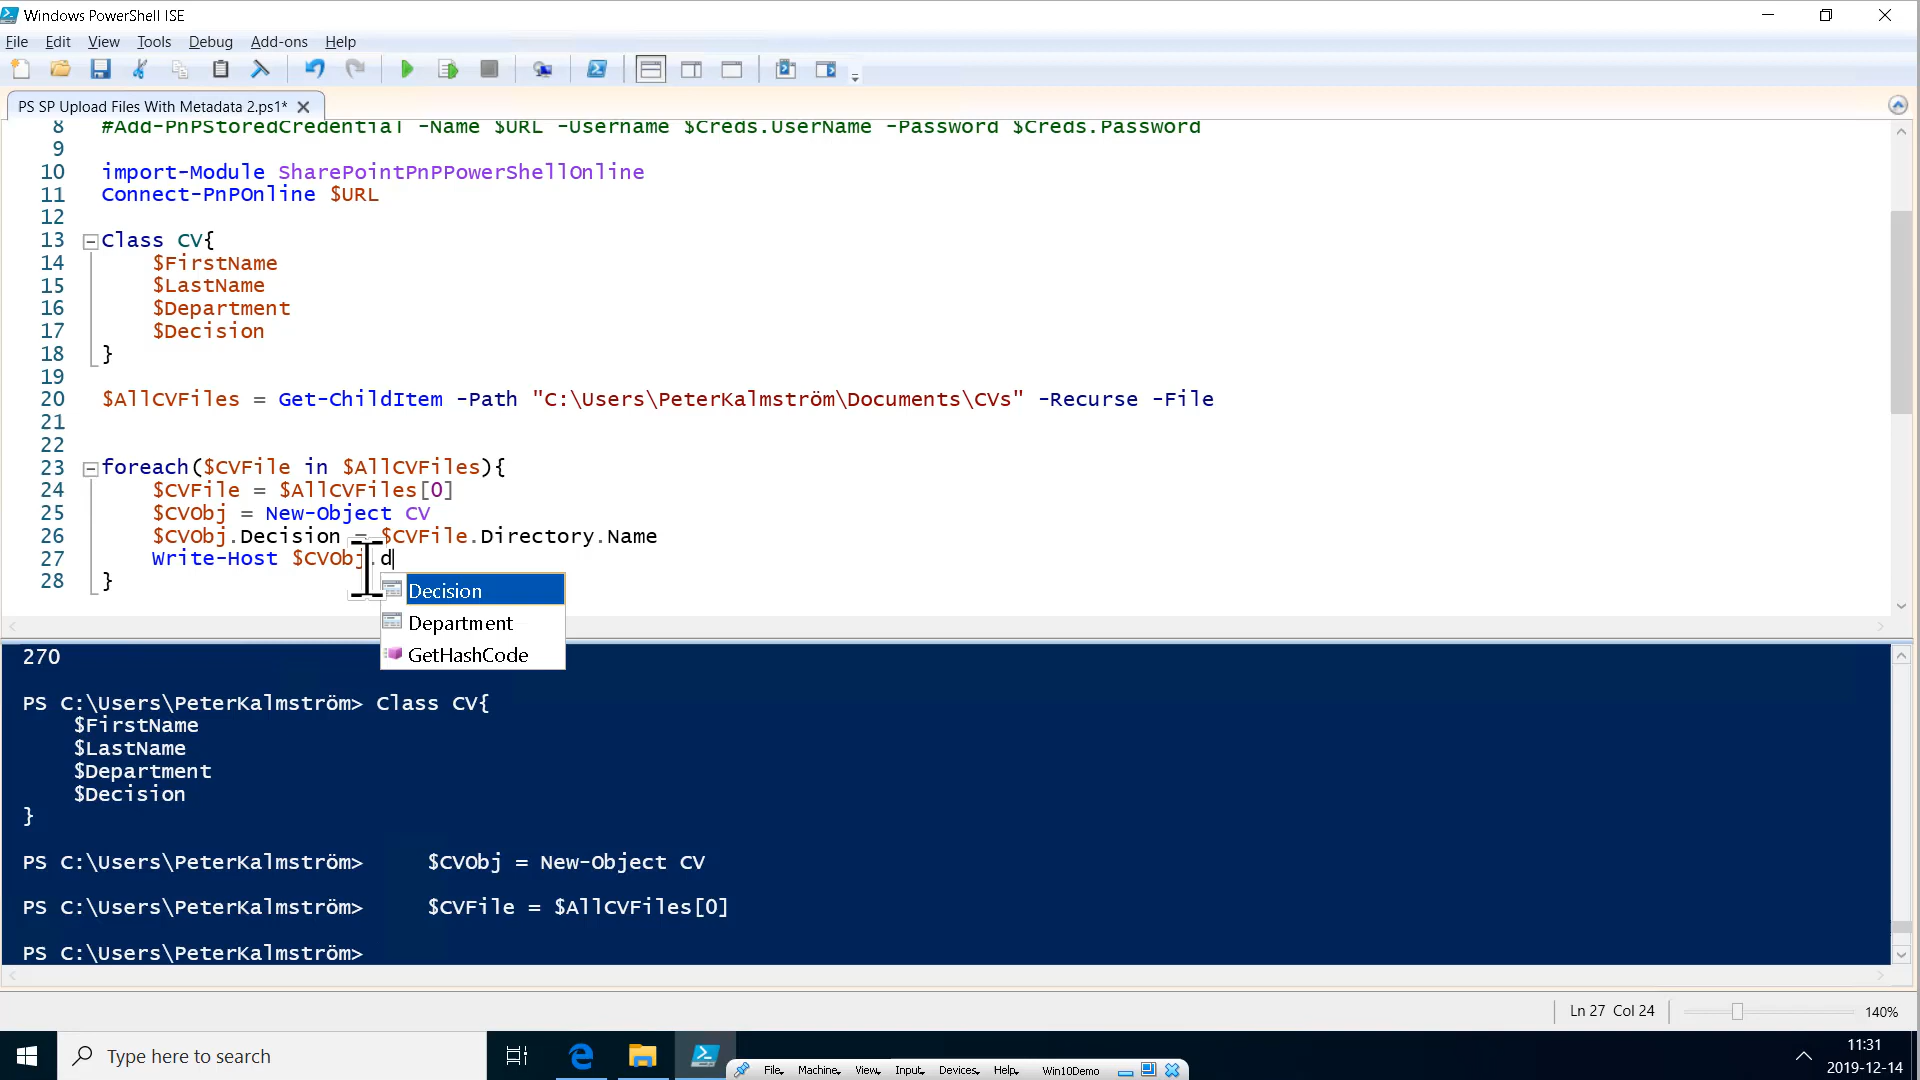 Windows PowerShell ISE
File Edit View Tools Debug Add-ons Help
PS SP Upload Files With Metadata 2.ps1*
8 #Add-PnPStoredCredential -Name $URL -Username $Creds.UserName -Password $Creds.Password
9
10 import-Module SharePointPnPPowerShellOnline
11 Connect-PnPOnline $URL
12
13 Class CV{
14 $FirstName
15 $LastName
16 $Department
17 $Decision
18 }
19
20 $AllCVFiles = Get-ChildItem -Path "C:\Users\PeterKalmström\Documents\CVs" -Recurse -File
21
22
23 foreach($CVFile in $AllCVFiles){
24 $CVFile = $AllCVFiles[0]
25 $CVObj = New-Object CV
26 $CVObj.Decision = $CVFile.Directory.Name
27 Write-Host $CVObj.d
28 }
Decision
Department
GetHashCode
270
PS C:\Users\PeterKalmström> Class CV{
$FirstName
$LastName
$Department
$Decision
}
PS C:\Users\PeterKalmström> $CVObj = New-Object CV
PS C:\Users\PeterKalmström> $CVFile = $AllCVFiles[0]
PS C:\Users\PeterKalmström>
Ln 27 Col 24 140%
Type here to search
File Machine View Input Devices Help Win10Demo
11:31
2019-12-14